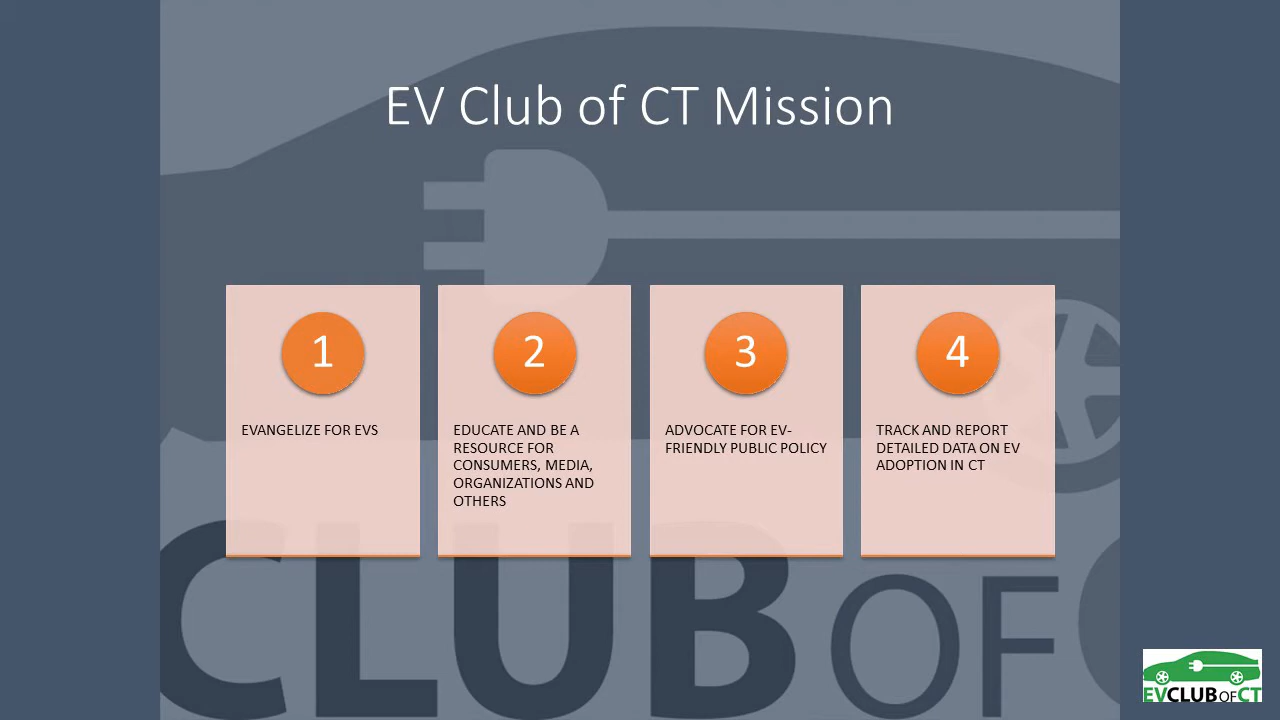 EV Club of CT Mission
1
EVANGELIZE FOR EVS
2
EDUCATE AND BE A
RESOURCE FOR
CONSUMERS, MEDIA,
ORGANIZATIONS AND
OTHERS
3
ADVOCATE FOR EV-
FRIENDLY PUBLIC POLICY
4
TRACK AND REPORT
DETAILED DATA ON EV
ADOPTION IN CT
CLUB OF C
EVCLUBOFCT